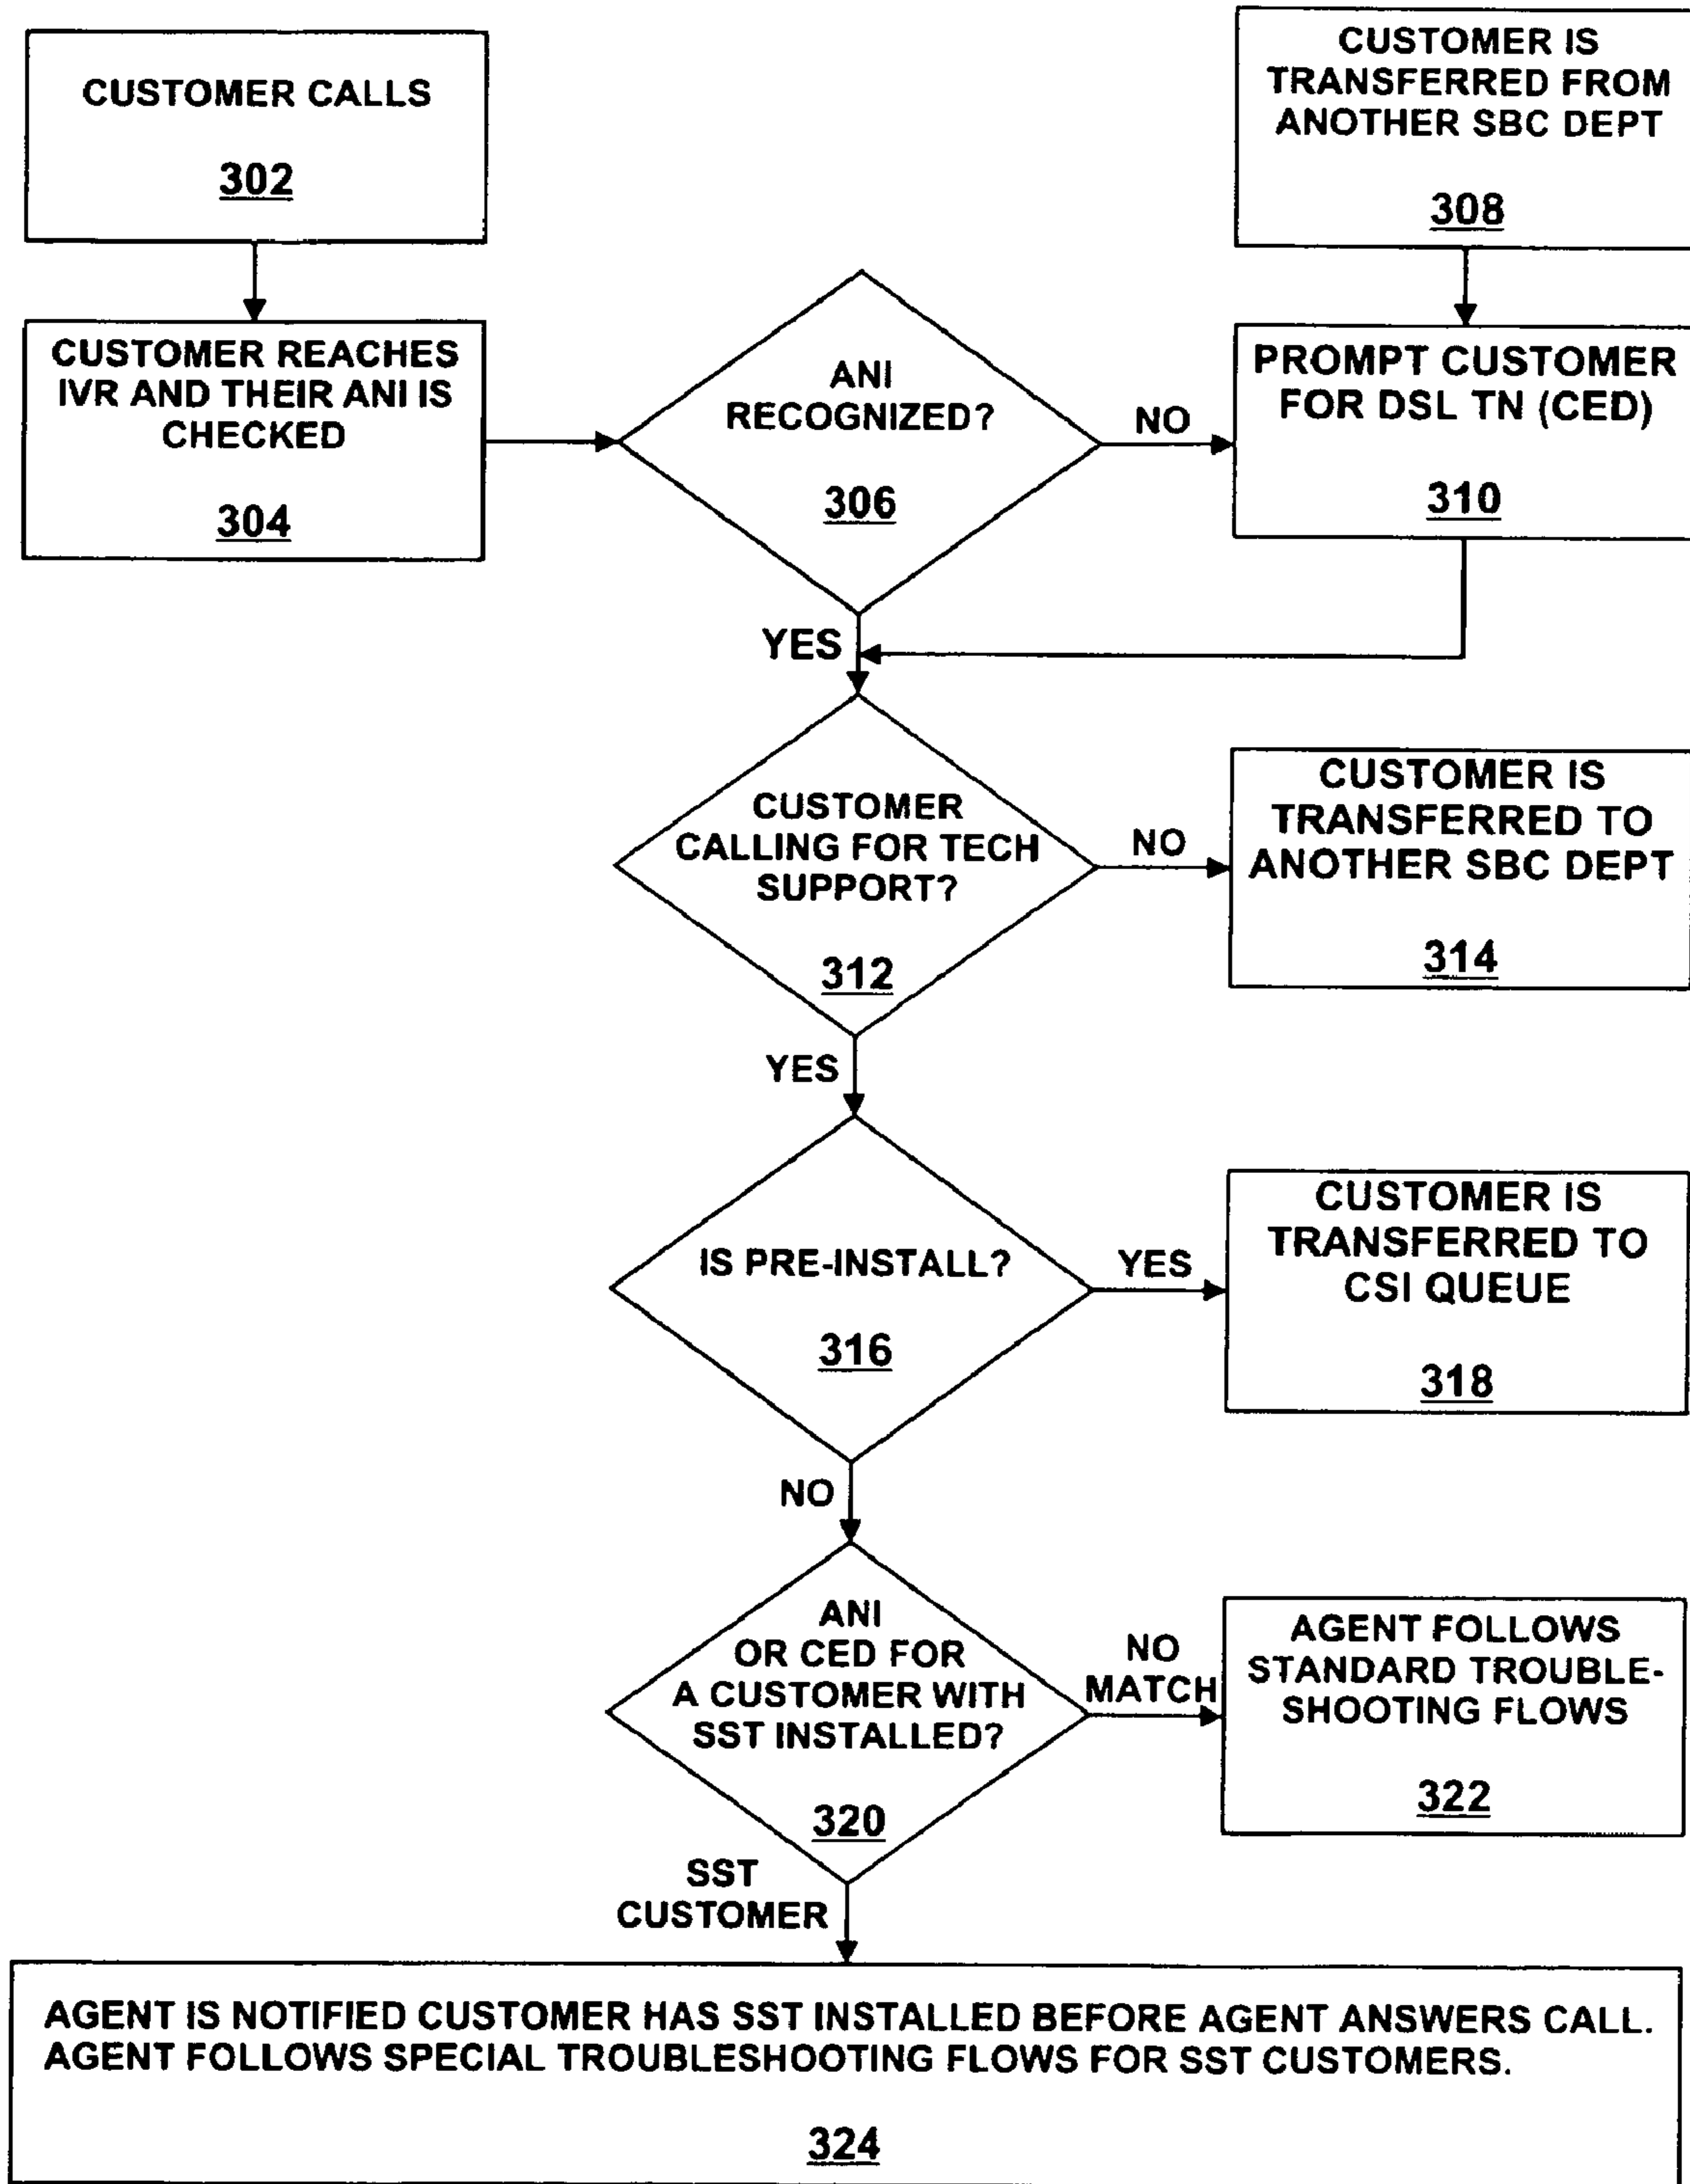 CUSTOMER CALLS
302
CUSTOMER IS
TRANSFERRED FROM
ANOTHER SBC DEPT
308
CUSTOMER REACHES
IVR AND THEIR ANI IS
CHECKED
304
ANI
RECOGNIZED?
306
NO
PROMPT CUSTOMER
FOR DSL TN (CED)
310
YES
CUSTOMER
CALLING FOR TECH
SUPPORT?
312
NO
CUSTOMER IS
TRANSFERRED TO
ANOTHER SBC DEPT
314
YES
IS PRE-INSTALL?
316
YES
CUSTOMER IS
TRANSFERRED TO
CSI QUEUE
318
NO
ANI
OR CED FOR
A CUSTOMER WITH
SST INSTALLED?
320
NO
MATCH
AGENT FOLLOWS
STANDARD TROUBLE-
SHOOTING FLOWS
322
SST
CUSTOMER
AGENT IS NOTIFIED CUSTOMER HAS SST INSTALLED BEFORE AGENT ANSWERS CALL.
AGENT FOLLOWS SPECIAL TROUBLESHOOTING FLOWS FOR SST CUSTOMERS.
324